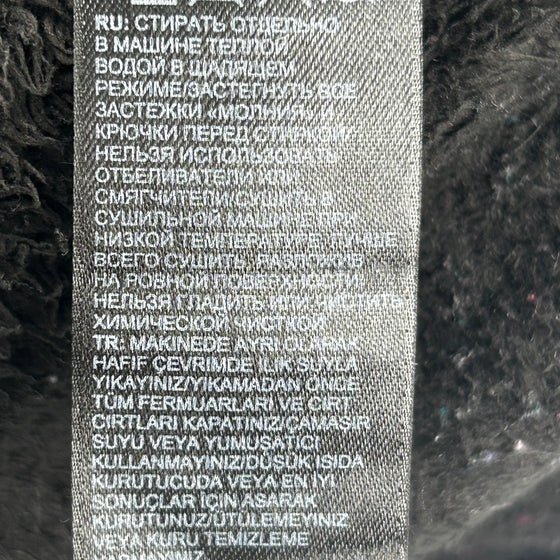 RU: СТИРАТЬ ОТДЕЛЬНО
В МАШИНЕ ТЕПЛОЙ
ВОДОЙ В ЩАДЯЩЕМ
РЕЖИМЕ/ЗАСТЕГНУТЬ ВСЕ
ЗАСТЕЖКИ «МОЛНИЯ» И
КРЮЧКИ ПЕРЕД СТИРКОЙ/
НЕЛЬЗЯ ИСПОЛЬЗОВАТЬ
ОТБЕЛИВАТЕЛИ ИЛИ
СМЯГЧИТЕЛИ/СУШИТЬ В
СУШИЛЬНОЙ МАШИНЕ ПРИ
НИЗКОЙ ТЕМПЕРАТУРЕ ЛУЧШЕ
ВСЕГО СУШИТЬ
НА РОВНОЙ ПОВЕРХНОСТИ/
НЕЛЬЗЯ ГЛАДИТЬ ИЛИ ЧИСТИТЬ
ХИМИЧЕСКОЙ ЧИСТКОЙ
TR: MAKINEDE AYRI OLARAK
HAFIF ÇEVRIMDE ILIK SUYLA
YIKAYINIZ/YIKAMADAN ÖNCE
TÜM FERMUARLARI VE CIRT
CIRTLARI KAPATINIZ/ÇAMAŞIR
SUYU VEYA YUMUŞATICI
KULLANMAYINIZ/DÜŞÜK ISIDA
KURUTUCUDA VEYA EN IYI
SONUÇLAR IÇIN/ASARAK
KURUTUNUZ/ÜTÜLEMEYINIZ
VEYA KURU TEMIZLEME